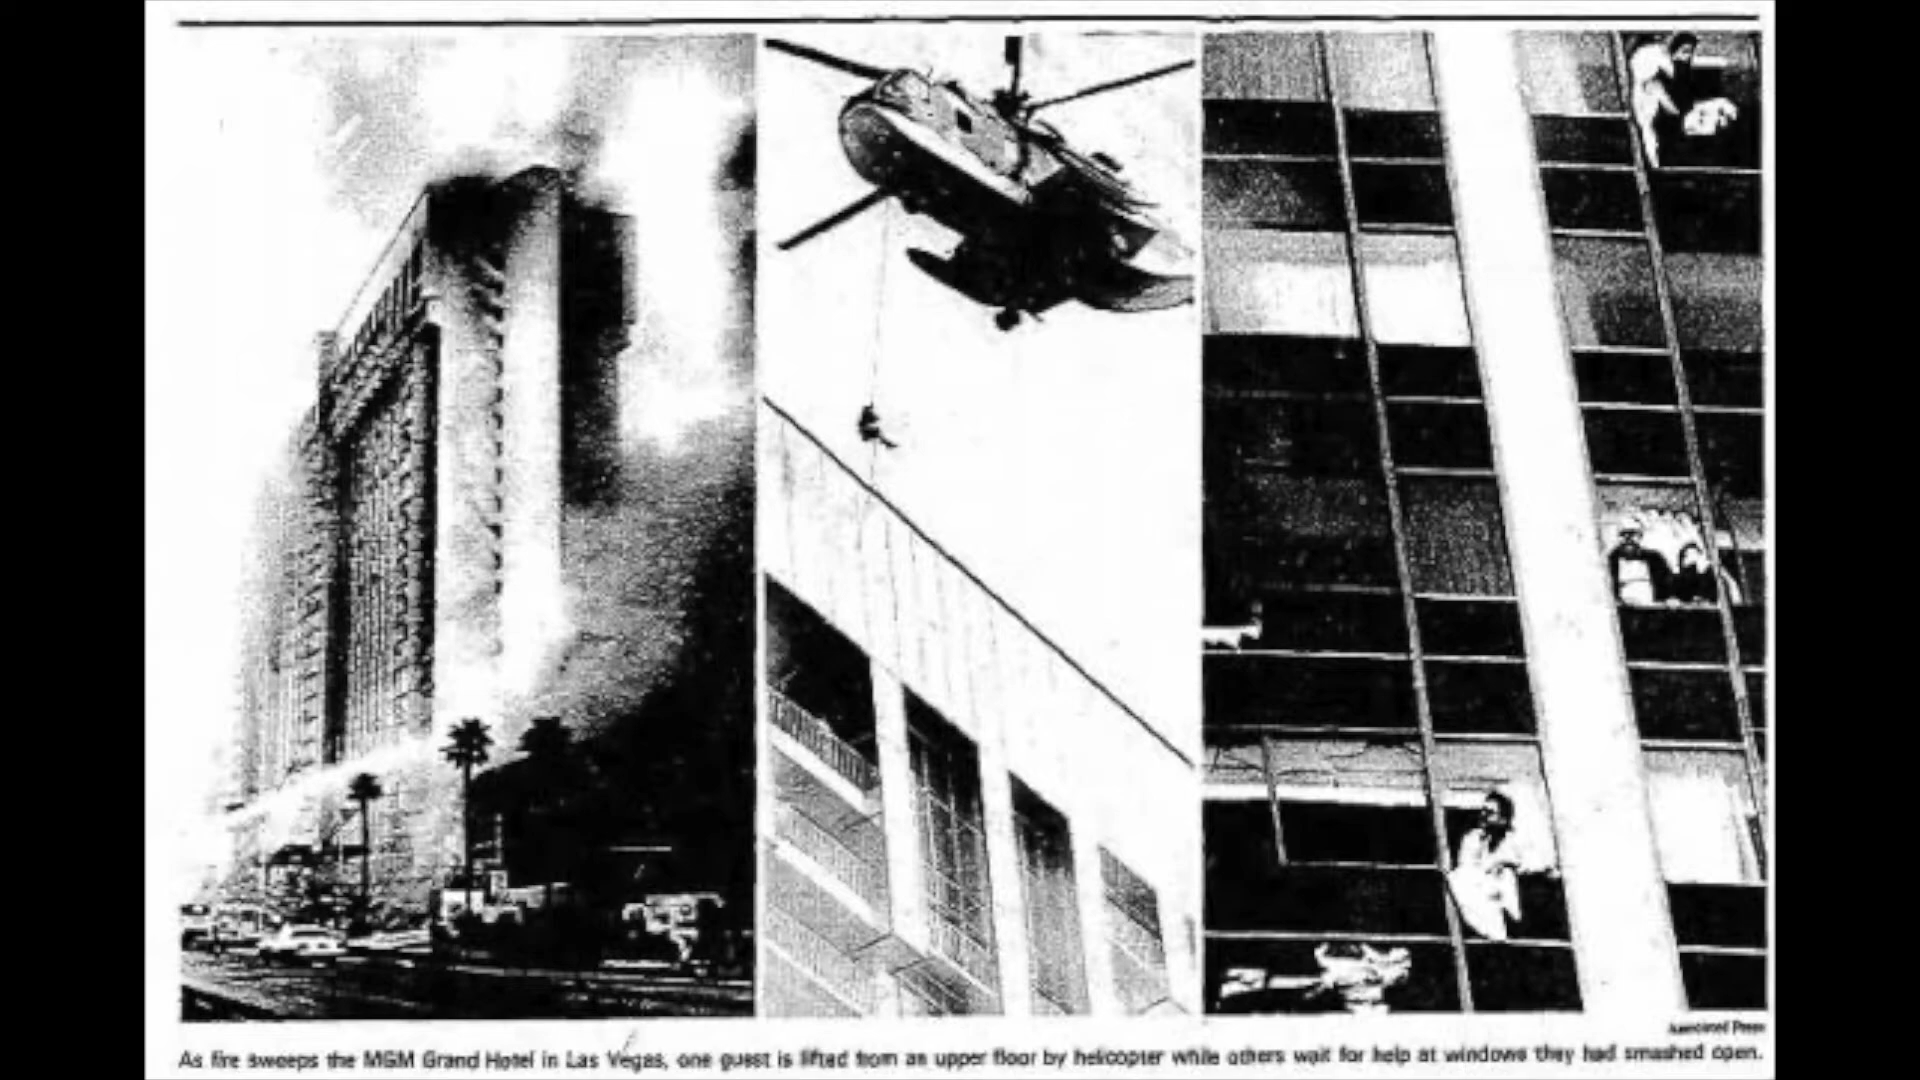 Associated Press
As fire sweeps the MGM Grand Hotel in Las Vegas, one guest is lifted from an upper floor by helicopter while others wait for help at windows they had smashed open.